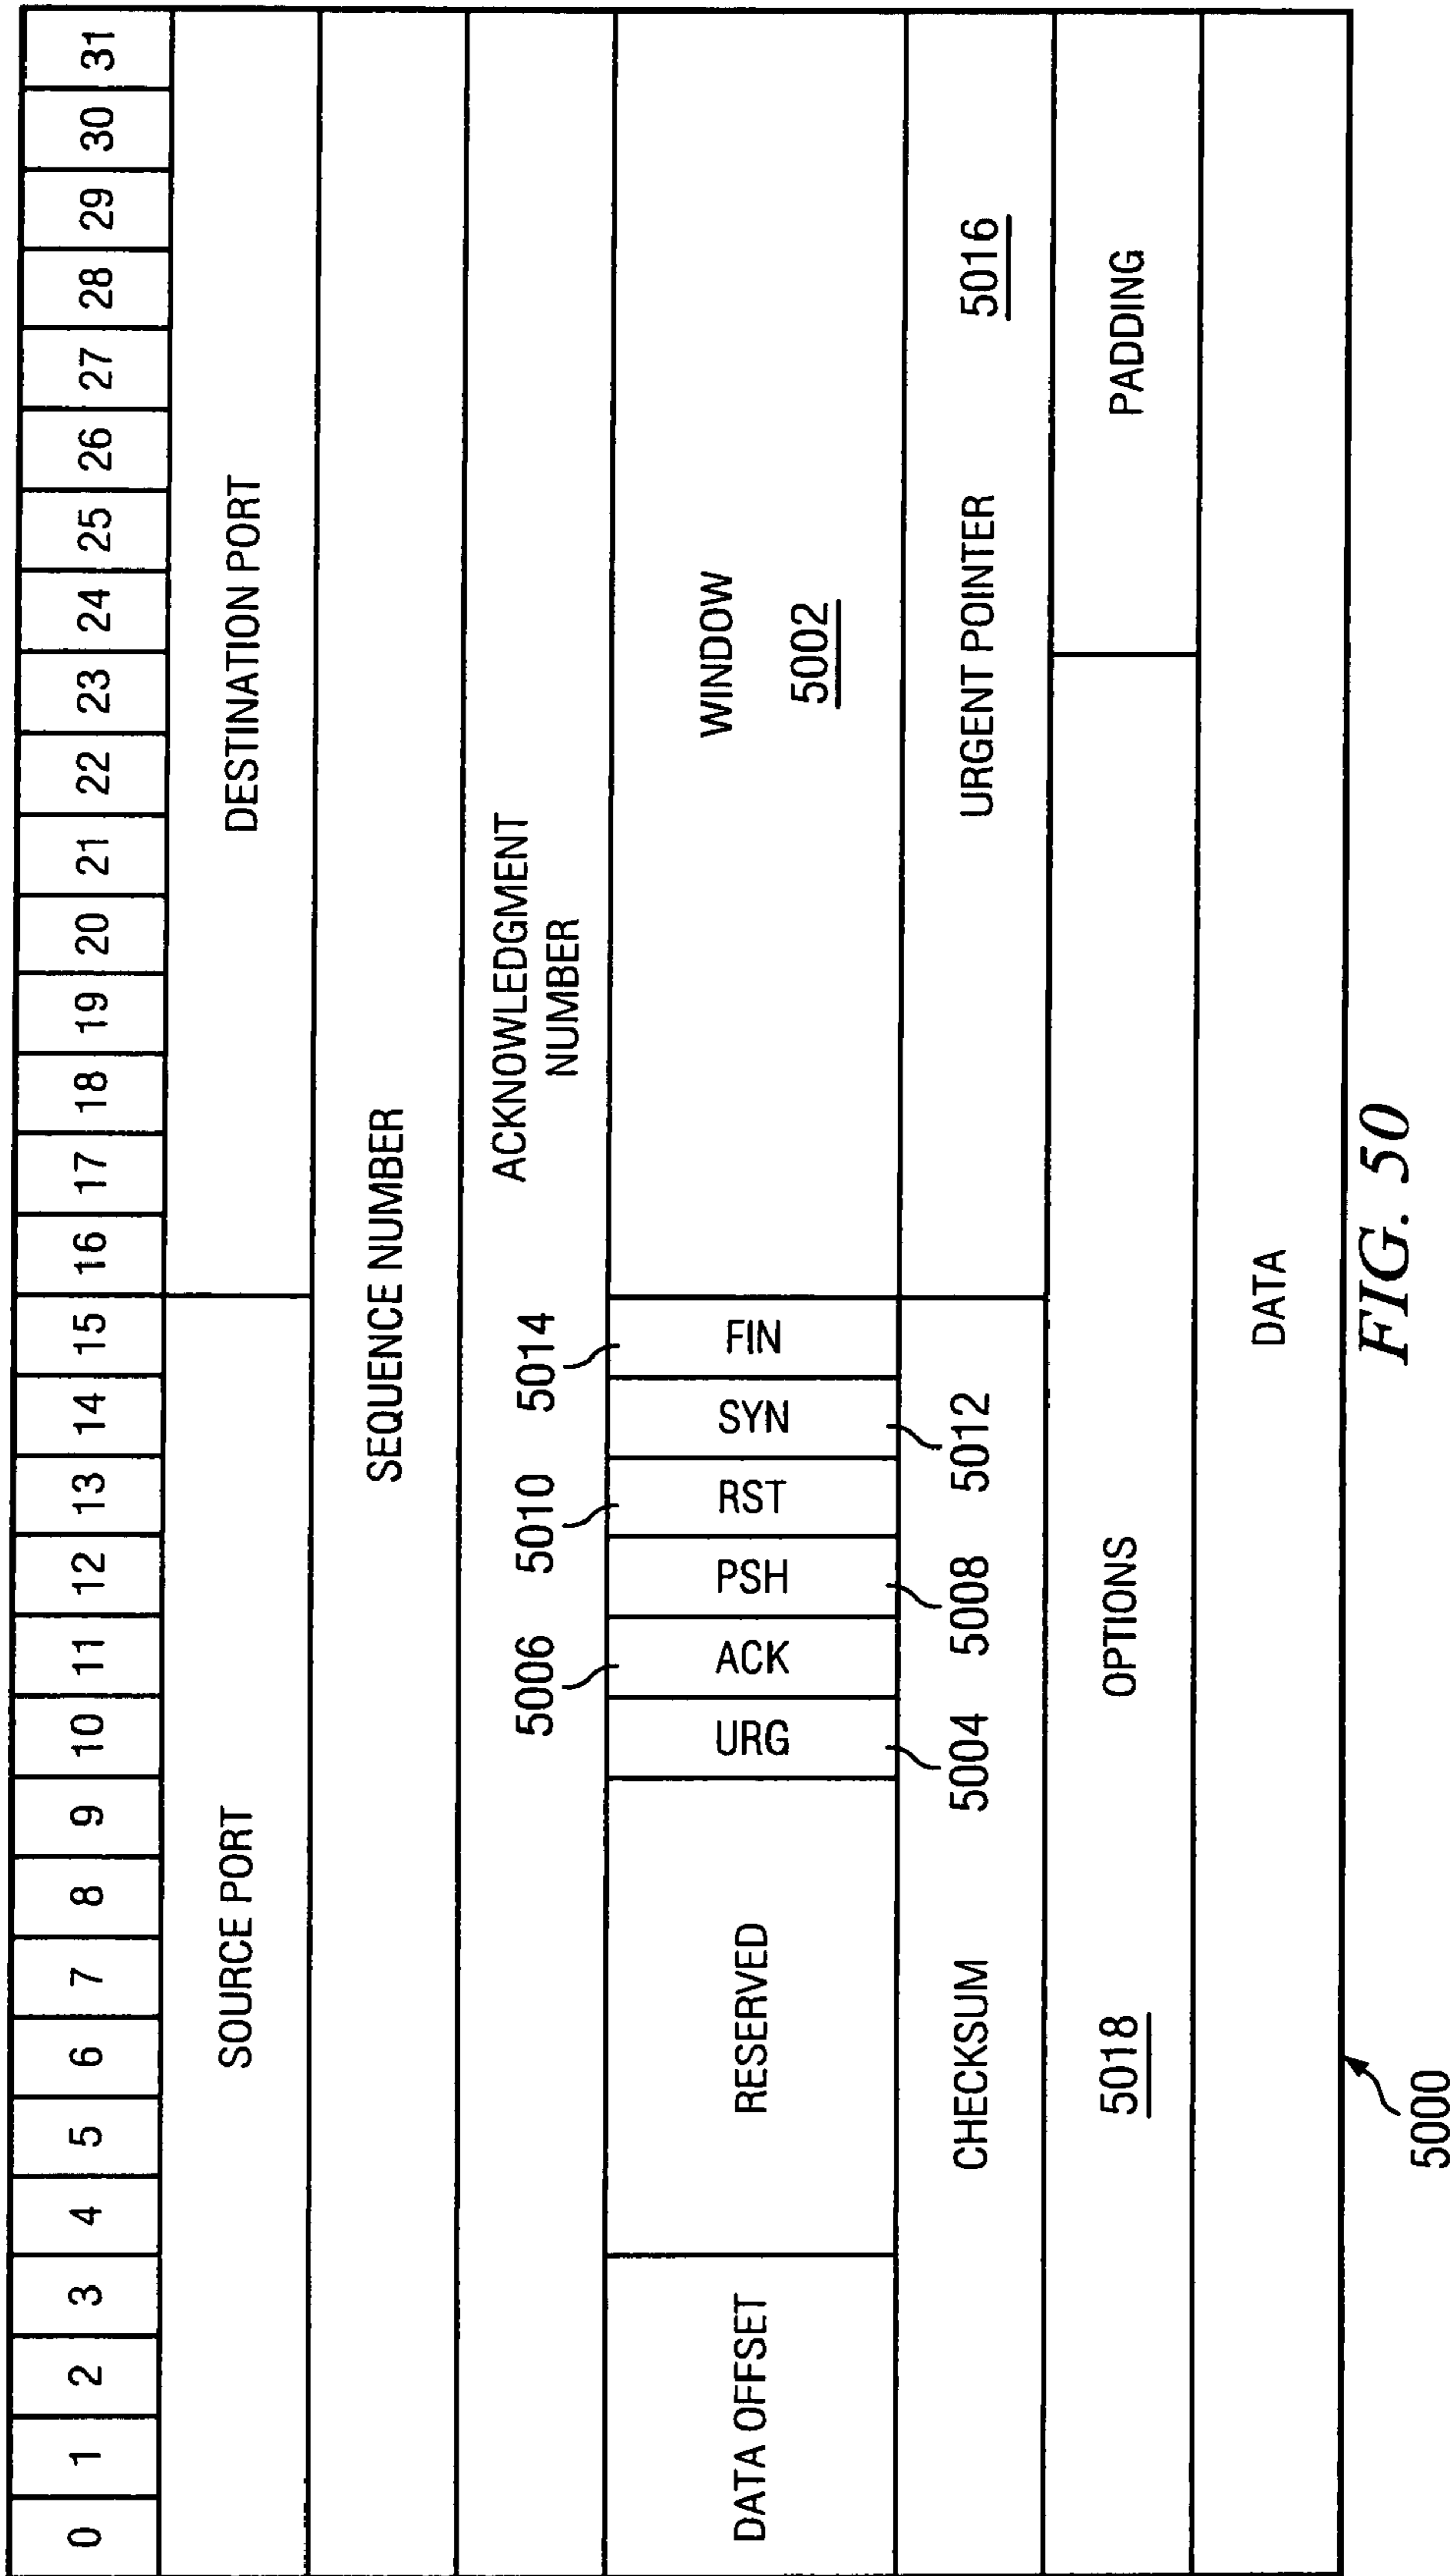 0 1 2 3 4 5 6 7 8 9 10 11 12 13 14 15 16 17 18 19 20 21 22 23 24 25 26 27 28 29 30 31
SOURCE PORT DESTINATION PORT
SEQUENCE NUMBER
ACKNOWLEDGMENT
NUMBER
5006 5010 5014
DATA OFFSET RESERVED URG ACK PSH RST SYN FIN WINDOW
5002
CHECKSUM 5004 5008 5012 URGENT POINTER 5016
5018 OPTIONS PADDING
DATA
5000
FIG. 50